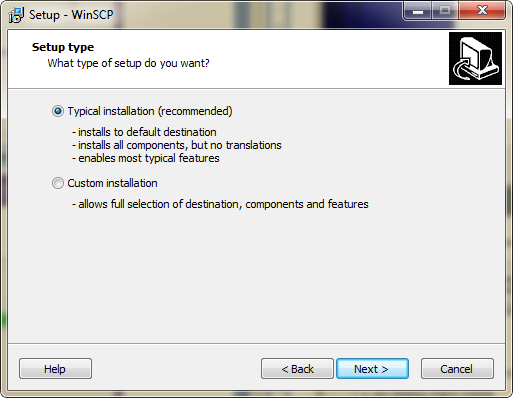 Setup - WinSCP
Setup type
What type of setup do you want?
Typical installation (recommended)
- installs to default destination
- installs all components, but no translations
- enables most typical features
Custom installation
- allows full selection of destination, components and features
Help
< Back
Next >
Cancel